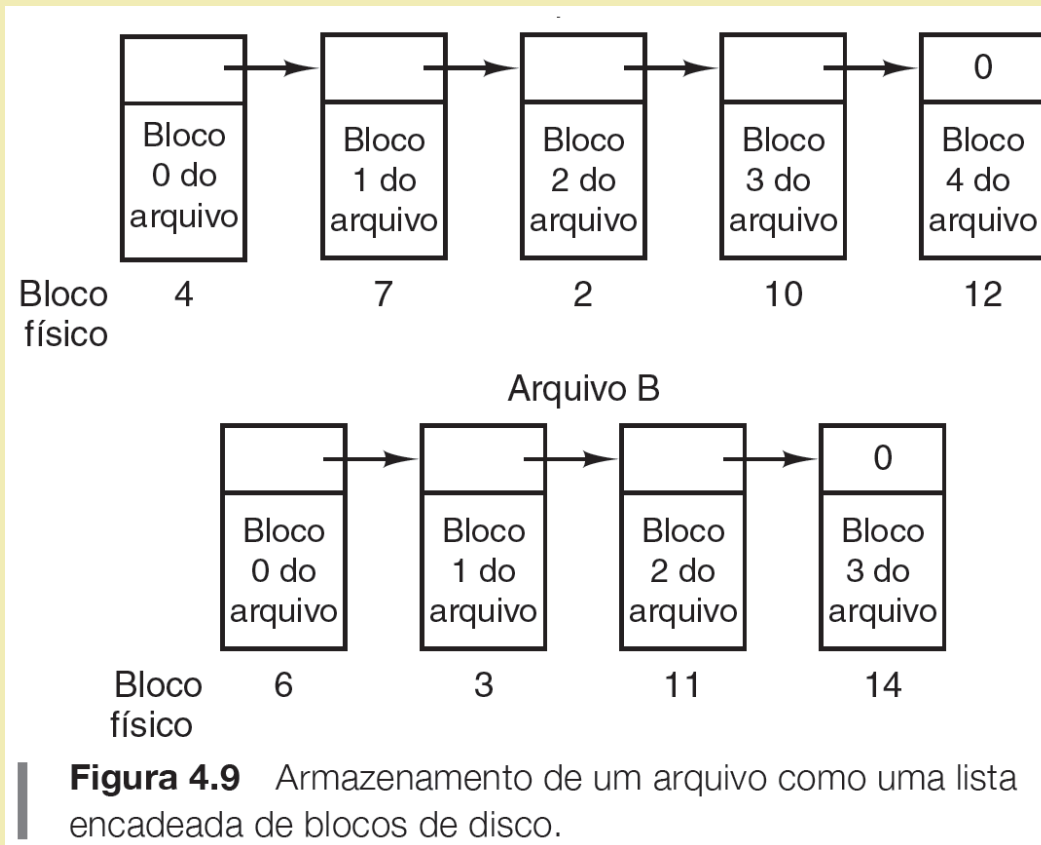 0
Bloco 0 do arquivo
Bloco 1 do arquivo
Bloco 2 do arquivo
Bloco 3 do arquivo
Bloco 4 do arquivo
Bloco físico 4 7 2 10 12
Arquivo B
0
Bloco 0 do arquivo
Bloco 1 do arquivo
Bloco 2 do arquivo
Bloco 3 do arquivo
Bloco físico 6 3 11 14
Figura 4.9 Armazenamento de um arquivo como uma lista
encadeada de blocos de disco.